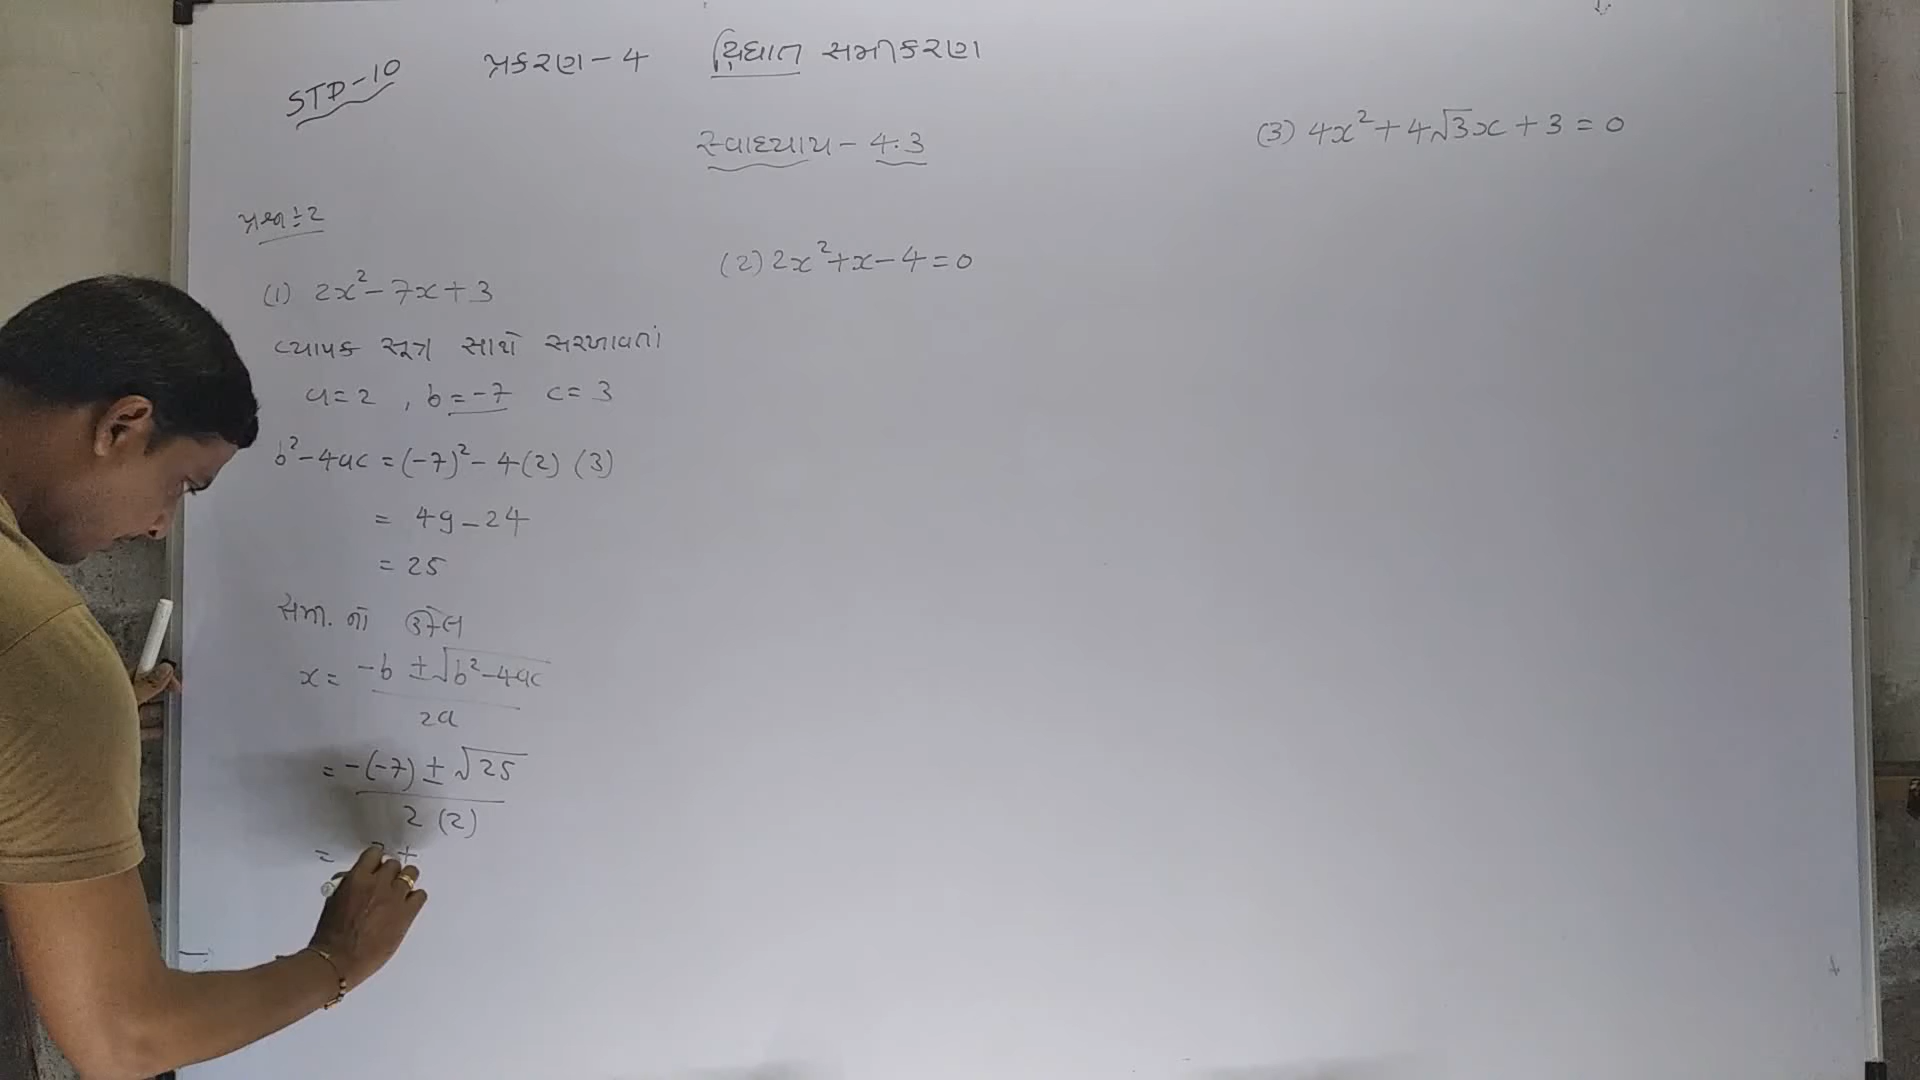 STD-10
પ્રકરણ - 4 દ્વિઘાત સમીકરણ
સ્વાધ્યાય - 4.3
પ્રશ્ન ÷ 2
(1) 2x² - 7x + 3
વ્યાપક સૂત્ર સાથે સરખાવતાં
a = 2 , b = -7 c = 3
b² - 4ac = (-7)² - 4(2) (3)
= 49 - 24
= 25
સમી. નો ઉકેલ
x = -b ± √b² - 4ac
2a
= -(-7) ± √25
2 (2)
= 7 +
(2) 2x² + x - 4 = 0
(3) 4x² + 4√3x + 3 = 0